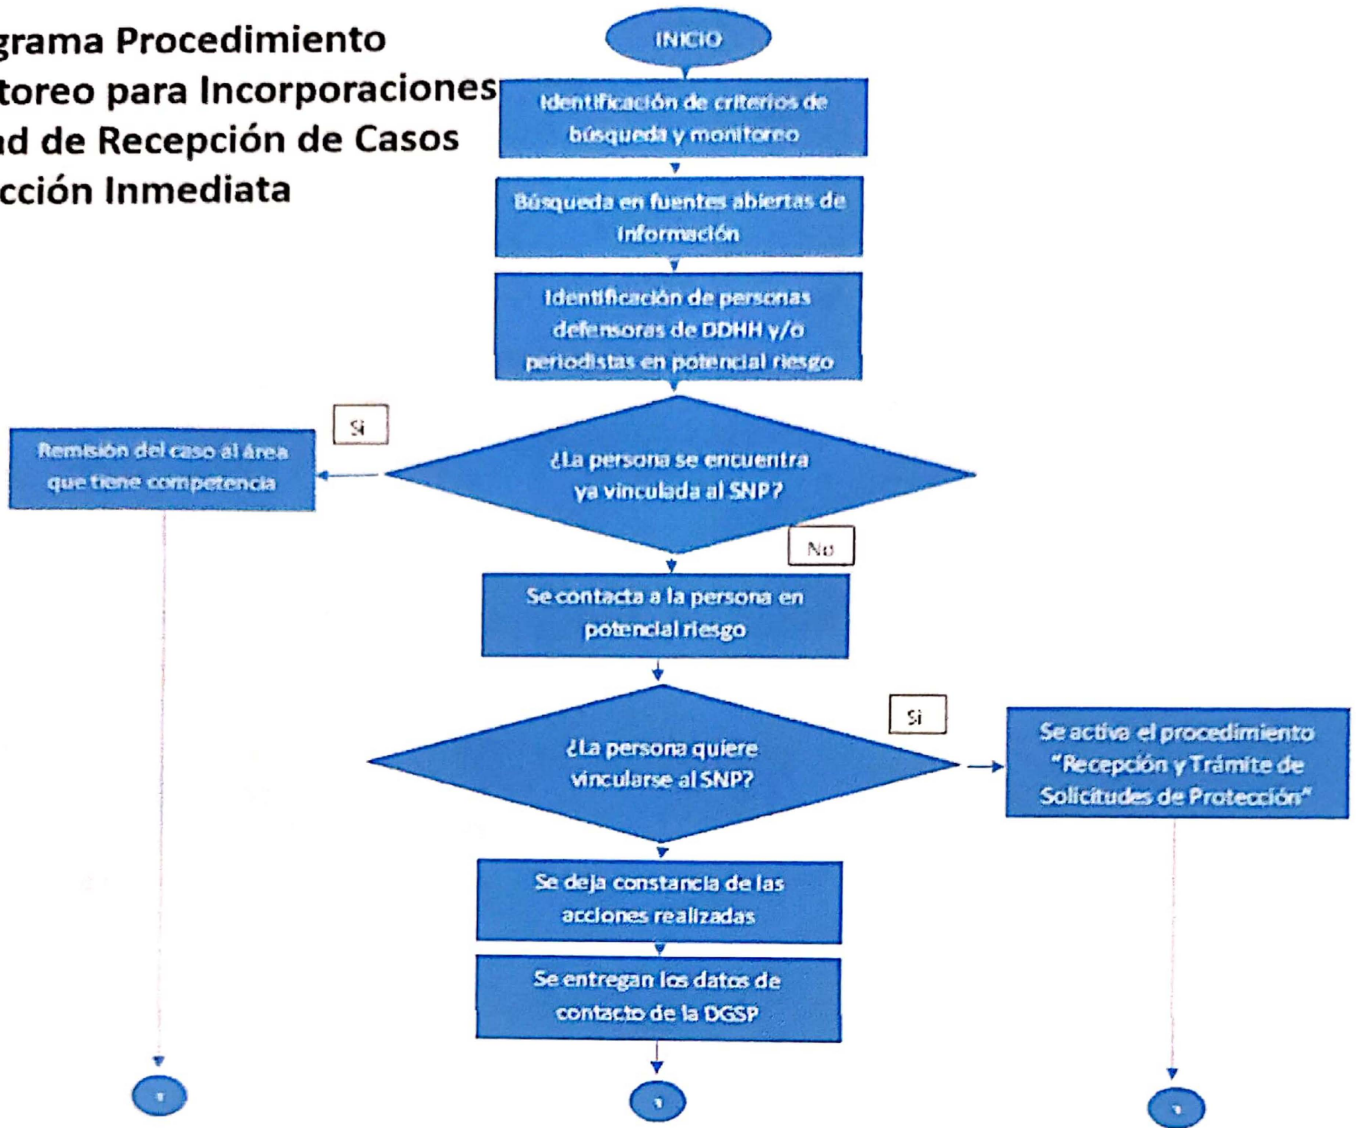 grama Procedimiento
toreo para Incorporaciones
ad de Recepción de Casos
cción Inmediata
INICIO
Identificación de criterios de
búsqueda y monitoreo
Búsqueda en fuentes abiertas de
Información
Identificación de personas
defensoras de DDHH y/o
periodistas en potencial riesgo
Si
Remisión del caso al área
que tiene competencia
¿La persona se encuentra
ya vinculada al SNP?
No
Se contacta a la persona en
potencial riesgo
Si
¿La persona quiere
vincularse al SNP?
Se activa el procedimiento
"Recepción y Trámite de
Solicitudes de Protección"
Se deja constancia de las
acciones realizadas
Se entregan los datos de
contacto de la DGSP